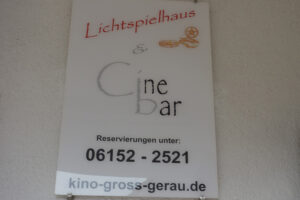 Lichtspielhaus
&
Cine
bar
Reservierungen unter:
06152 - 2521
kino-gross-gerau.de